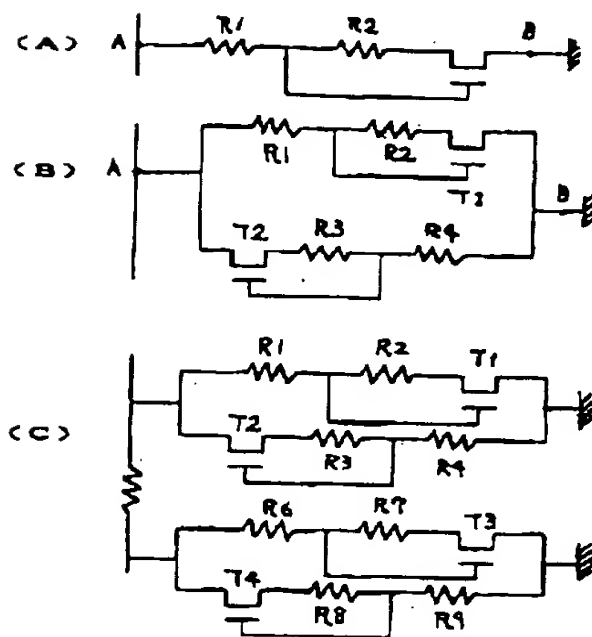 R1 R2
(A) A B
R1 R2
(B) A T1 B
T2 R3 R4
R1 R2 T1
(C) T2 R3 R4
R6 R7 T3
T4 R8 R9